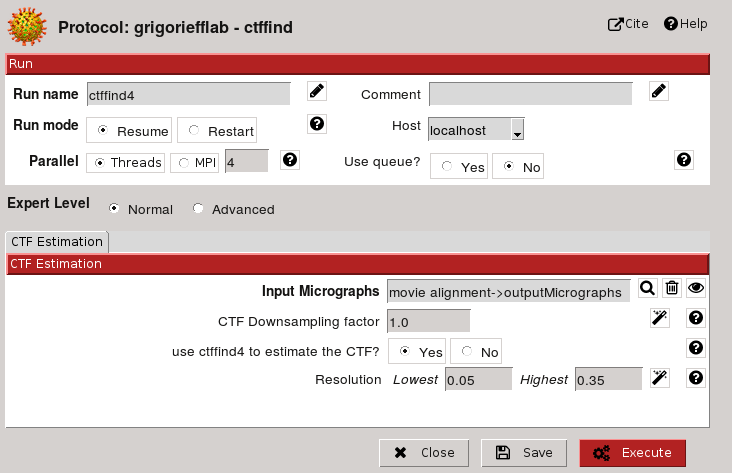 Protocol: grigoriefflab - ctffind Cite Help
Run
Run name ctffind4 Comment
Run mode Resume Restart Host localhost
Parallel Threads MPI 4 Use queue? Yes No
Expert Level Normal Advanced
CTF Estimation
CTF Estimation
Input Micrographs movie alignment->outputMicrographs
CTF Downsampling factor 1.0
use ctffind4 to estimate the CTF? Yes No
Resolution Lowest 0.05 Highest 0.35
Close Save Execute